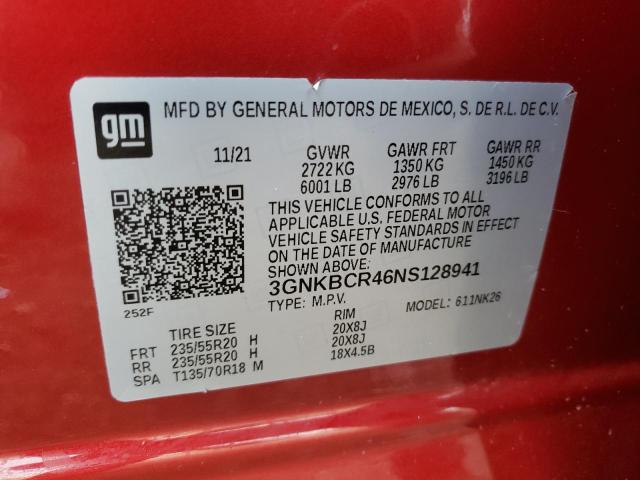 gm
MFD BY GENERAL MOTORS DE MEXICO, S. DE R.L. DE C.V.
11/21 GVWR GAWR FRT GAWR RR
2722 KG 1350 KG 1450 KG
6001 LB 2976 LB 3196 LB
THIS VEHICLE CONFORMS TO ALL
APPLICABLE U.S. FEDERAL MOTOR
VEHICLE SAFETY STANDARDS IN EFFECT
ON THE DATE OF MANUFACTURE
SHOWN ABOVE:
3GNKBCR46NS128941
TYPE: M.P.V. MODEL: 611NK26
252F
TIRE SIZE RIM
FRT 235/55R20 H 20X8J
RR 235/55R20 H 20X8J
SPA T135/70R18 M 18X4.5B